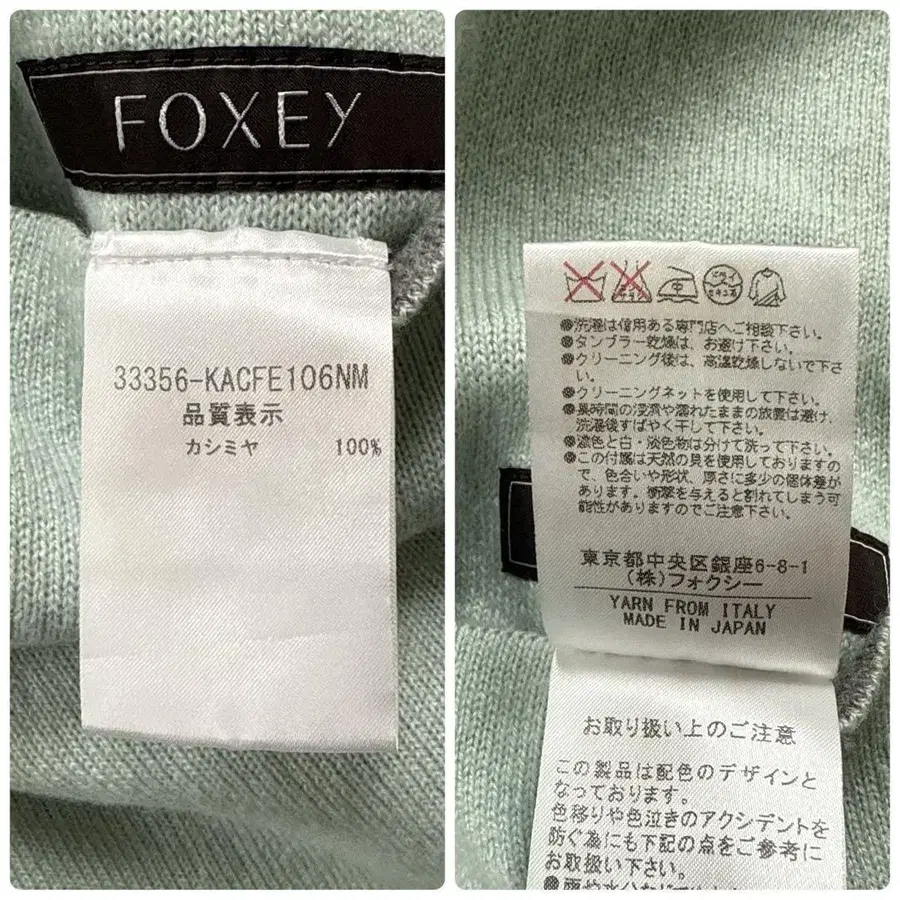 FOXEY
33356-KACFE106NM
品質表示
カシミヤ 100%
●洗濯は信用ある専門店へご相談下さい。
●タンブラー乾燥は、お避け下さい。
●クリーニング後は、高温乾燥しないで下さい。
●クリーニングネットを使用して下さい。
●長時間の浸漬や濡れたままの放置は避け、
洗濯後すばやく干して下さい。
●濃色と白・淡色物は分けて洗って下さい。
●この付属は天然の貝を使用しておりますの
で、色合いや形状、厚さに多少の個体差が
あります。衝撃を与えると割れてしまう可
能性がありますのでご注意下さい。
東京都中央区銀座6-8-1
(株)フォクシー
YARN FROM ITALY
MADE IN JAPAN
お取り扱い上のご注意
この製品は配色のデザインと
なっております。
色移りや色泣きのアクシデントを
防ぐ為にも下記の点をご参考に
お取扱い下さい。